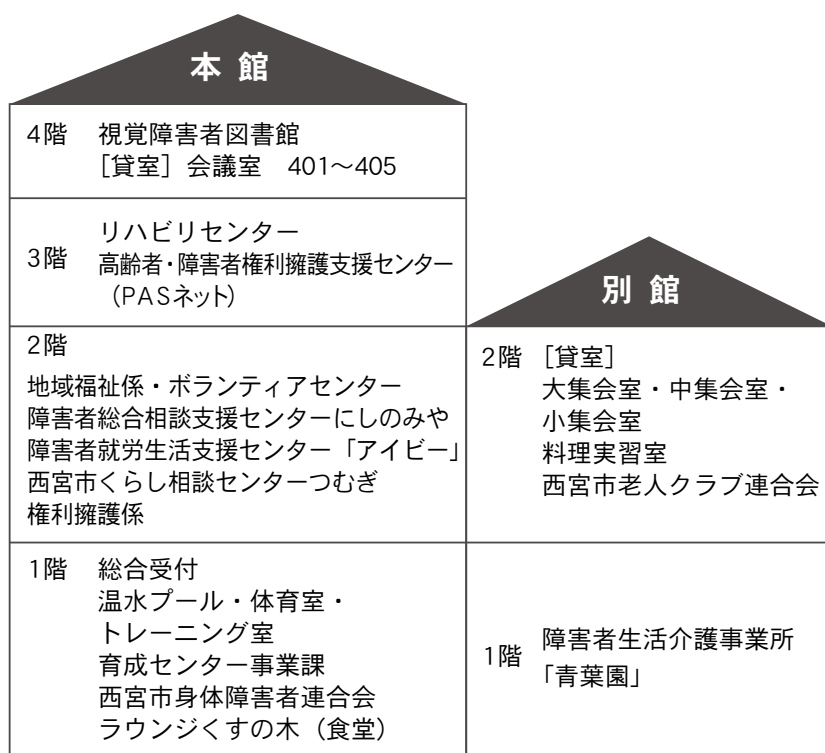 本館
4階 視覚障害者図書館
［貸室］会議室　401〜405
リハビリセンター
3階 高齢者・障害者権利擁護支援センター
（PASネット）
2階
地域福祉係・ボランティアセンター
障害者総合相談支援センターにしのみや
障害者就労生活支援センター「アイビー」
西宮市くらし相談センターつむぎ
権利擁護係
1階 総合受付
温水プール・体育室・
トレーニング室
育成センター事業課
西宮市身体障害者連合会
ラウンジくすの木（食堂）
別館
2階 ［貸室］
大集会室・中集会室・
小集会室
料理実習室
西宮市老人クラブ連合会
1階 障害者生活介護事業所
「青葉園」